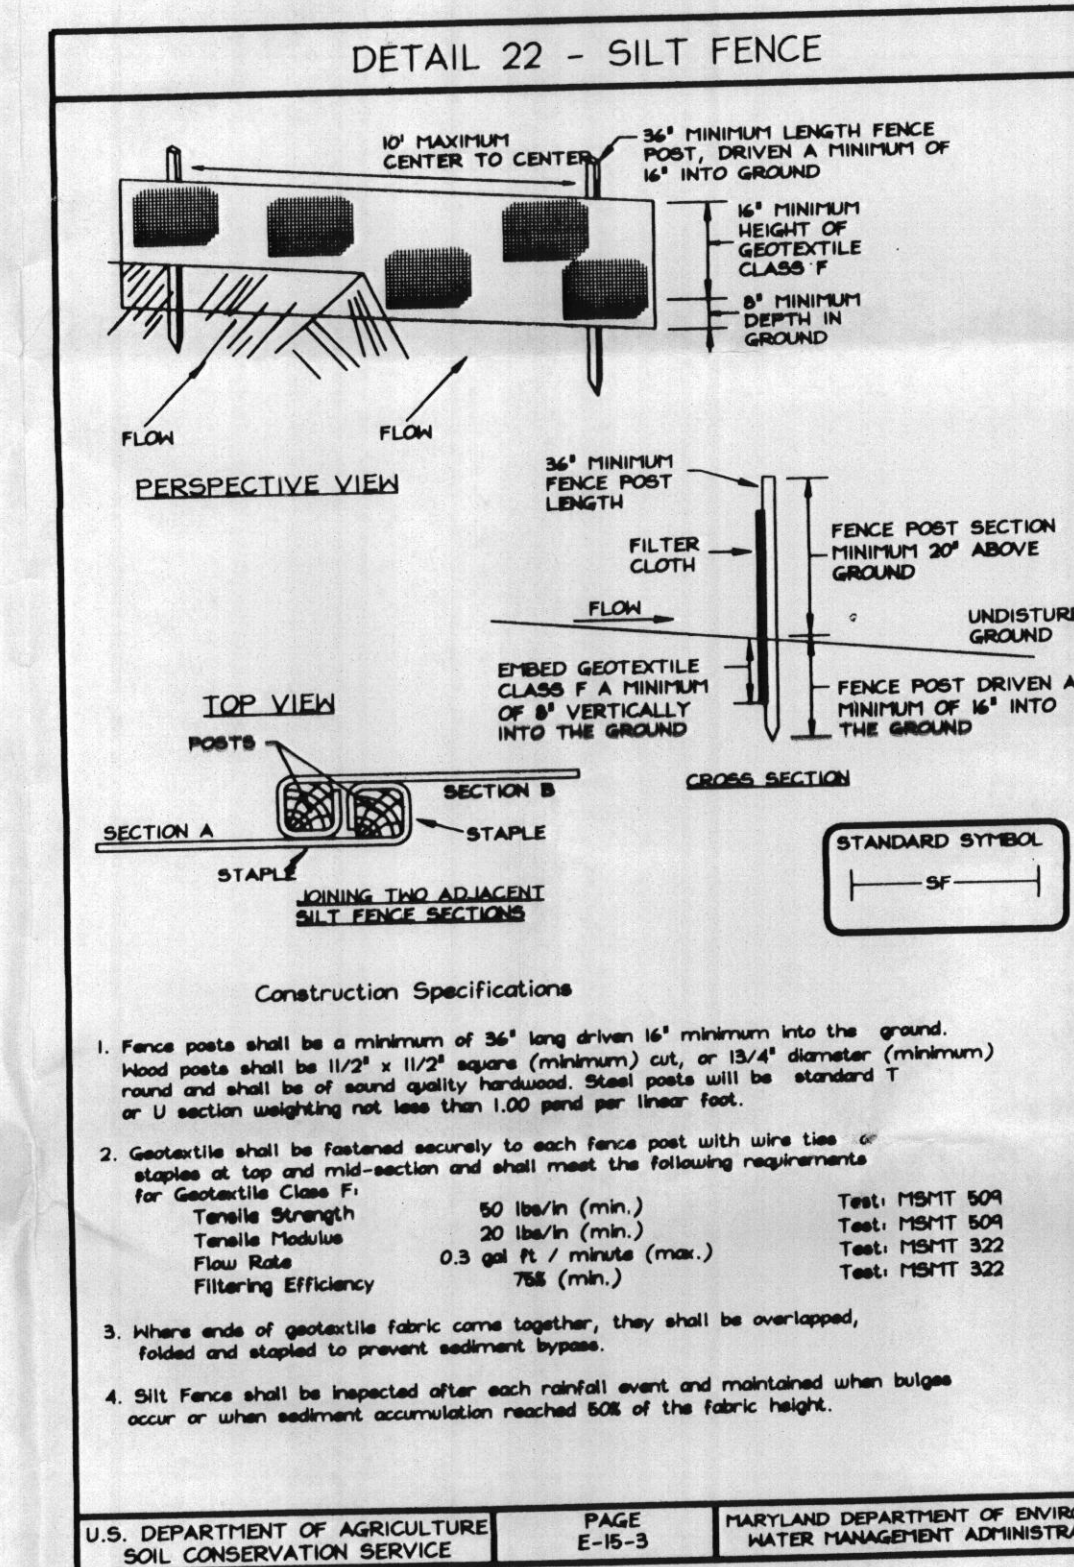 DETAIL 22 - SILT FENCE
10' MAXIMUM
CENTER TO CENTER
36" MINIMUM LENGTH FENCE
POST, DRIVEN A MINIMUM OF
16" INTO GROUND
16" MINIMUM
HEIGHT OF
GEOTEXTILE
CLASS F
8" MINIMUM
DEPTH IN
GROUND
FLOW
FLOW
PERSPECTIVE VIEW
36" MINIMUM
FENCE POST
LENGTH
FILTER
CLOTH
FENCE POST SECTION
MINIMUM 20" ABOVE
GROUND
FLOW
UNDISTURB
GROUND
EMBED GEOTEXTILE
CLASS F A MINIMUM
OF 8" VERTICALLY
INTO THE GROUND
FENCE POST DRIVEN A
MINIMUM OF 16" INTO
THE GROUND
CROSS SECTION
TOP VIEW
POSTS
SECTION B
SECTION A
STAPLE
STAPLE
JOINING TWO ADJACENT
SILT FENCE SECTIONS
STANDARD SYMBOL
SF
Construction Specifications
1. Fence posts shall be a minimum of 36" long driven 16" minimum into the ground.
Wood posts shall be 11/2" x 11/2" square (minimum) cut, or 13/4" diameter (minimum)
round and shall be of sound quality hardwood. Steel posts will be standard T
or U section weighting not less than 1.00 pond per linear foot.
2. Geotextile shall be fastened securely to each fence post with wire ties or
staples at top and mid-section and shall meet the following requirements
for Geotextile Class F:
Tensile Strength 50 lbs/in (min.) Test: MSMT 509
Tensile Modulus 20 lbs/in (min.) Test: MSMT 509
Flow Rate 0.3 gal ft / minute (max.) Test: MSMT 322
Filtering Efficiency 75% (min.) Test: MSMT 322
3. Where ends of geotextile fabric come together, they shall be overlapped,
folded and stapled to prevent sediment bypass.
4. Silt Fence shall be inspected after each rainfall event and maintained when bulges
occur or when sediment accumulation reached 50% of the fabric height.
U.S. DEPARTMENT OF AGRICULTURE
SOIL CONSERVATION SERVICE
PAGE
E-15-3
MARYLAND DEPARTMENT OF ENVIRO
WATER MANAGEMENT ADMINISTRA